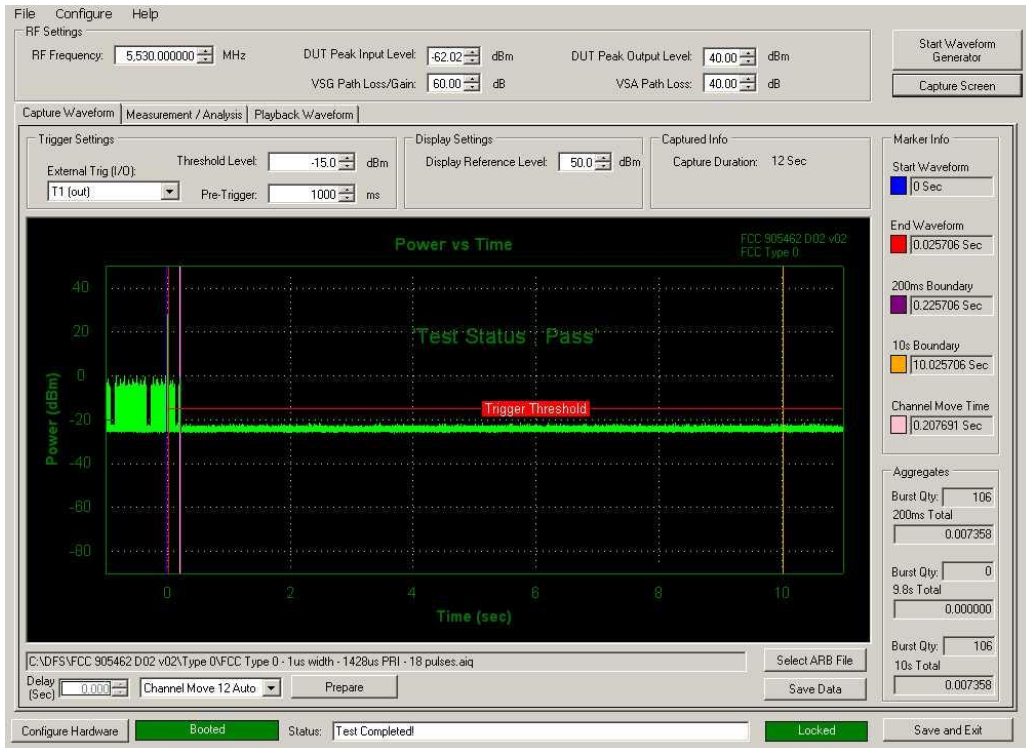 File Configure Help
RF Settings
RF Frequency: 5,530.000000 MHz
DUT Peak Input Level: -62.02 dBm
DUT Peak Output Level: 40.00 dBm
VSG Path Loss/Gain: 60.00 dB
VSA Path Loss: 40.00 dB
Start Waveform
Generator
Capture Screen
Capture Waveform Measurement / Analysis Playback Waveform
Trigger Settings
External Trig (I/O):
T1 (out)
Threshold Level: -15.0 dBm
Pre-Trigger: 1000 ms
Display Settings
Display Reference Level: 50.0 dBm
Captured Info
Capture Duration: 12 Sec
Marker Info
Start Waveform
0 Sec
End Waveform
0.025706 Sec
200ms Boundary
0.225706 Sec
10s Boundary
10.025706 Sec
Channel Move Time
0.207691 Sec
Power vs Time
FCC 905462 D02 v02
FCC Type 0
'Test Status : Pass'
Trigger Threshold
Power (dBm)
40
20
0
-20
-40
-60
-80
0 2 4 6 8 10
Time (sec)
Aggregates
Burst Qty: 106
200ms Total
0.007358
Burst Qty: 0
9.8s Total
0.000000
Burst Qty: 106
10s Total
0.007358
C:\DFS\FCC 905462 D02 v02\Type 0\FCC Type 0 - 1us width - 1428us PRI - 18 pulses.aiq
Select ARB File
Delay
(Sec) 0.000
Channel Move 12 Auto
Prepare
Save Data
Configure Hardware
Booted
Status: Test Completed!
Locked
Save and Exit